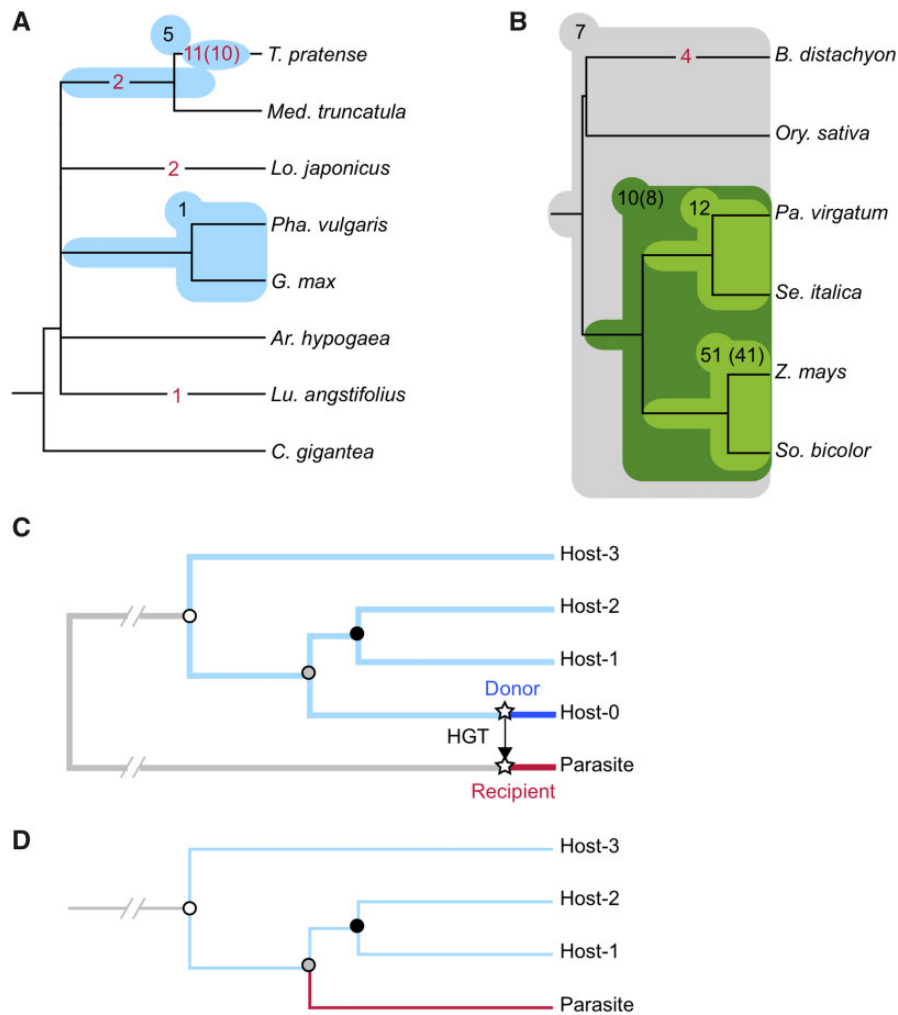 A
5
11(10)
T. pratense
2
Med. truncatula
2
Lo. japonicus
1
Pha. vulgaris
G. max
Ar. hypogaea
1
Lu. angstifolius
C. gigantea
B
7
4
B. distachyon
Ory. sativa
10(8)
12
Pa. virgatum
Se. italica
51 (41)
Z. mays
So. bicolor
C
Host-3
Host-2
Host-1
Donor
Host-0
HGT
Parasite
Recipient
D
Host-3
Host-2
Host-1
Parasite